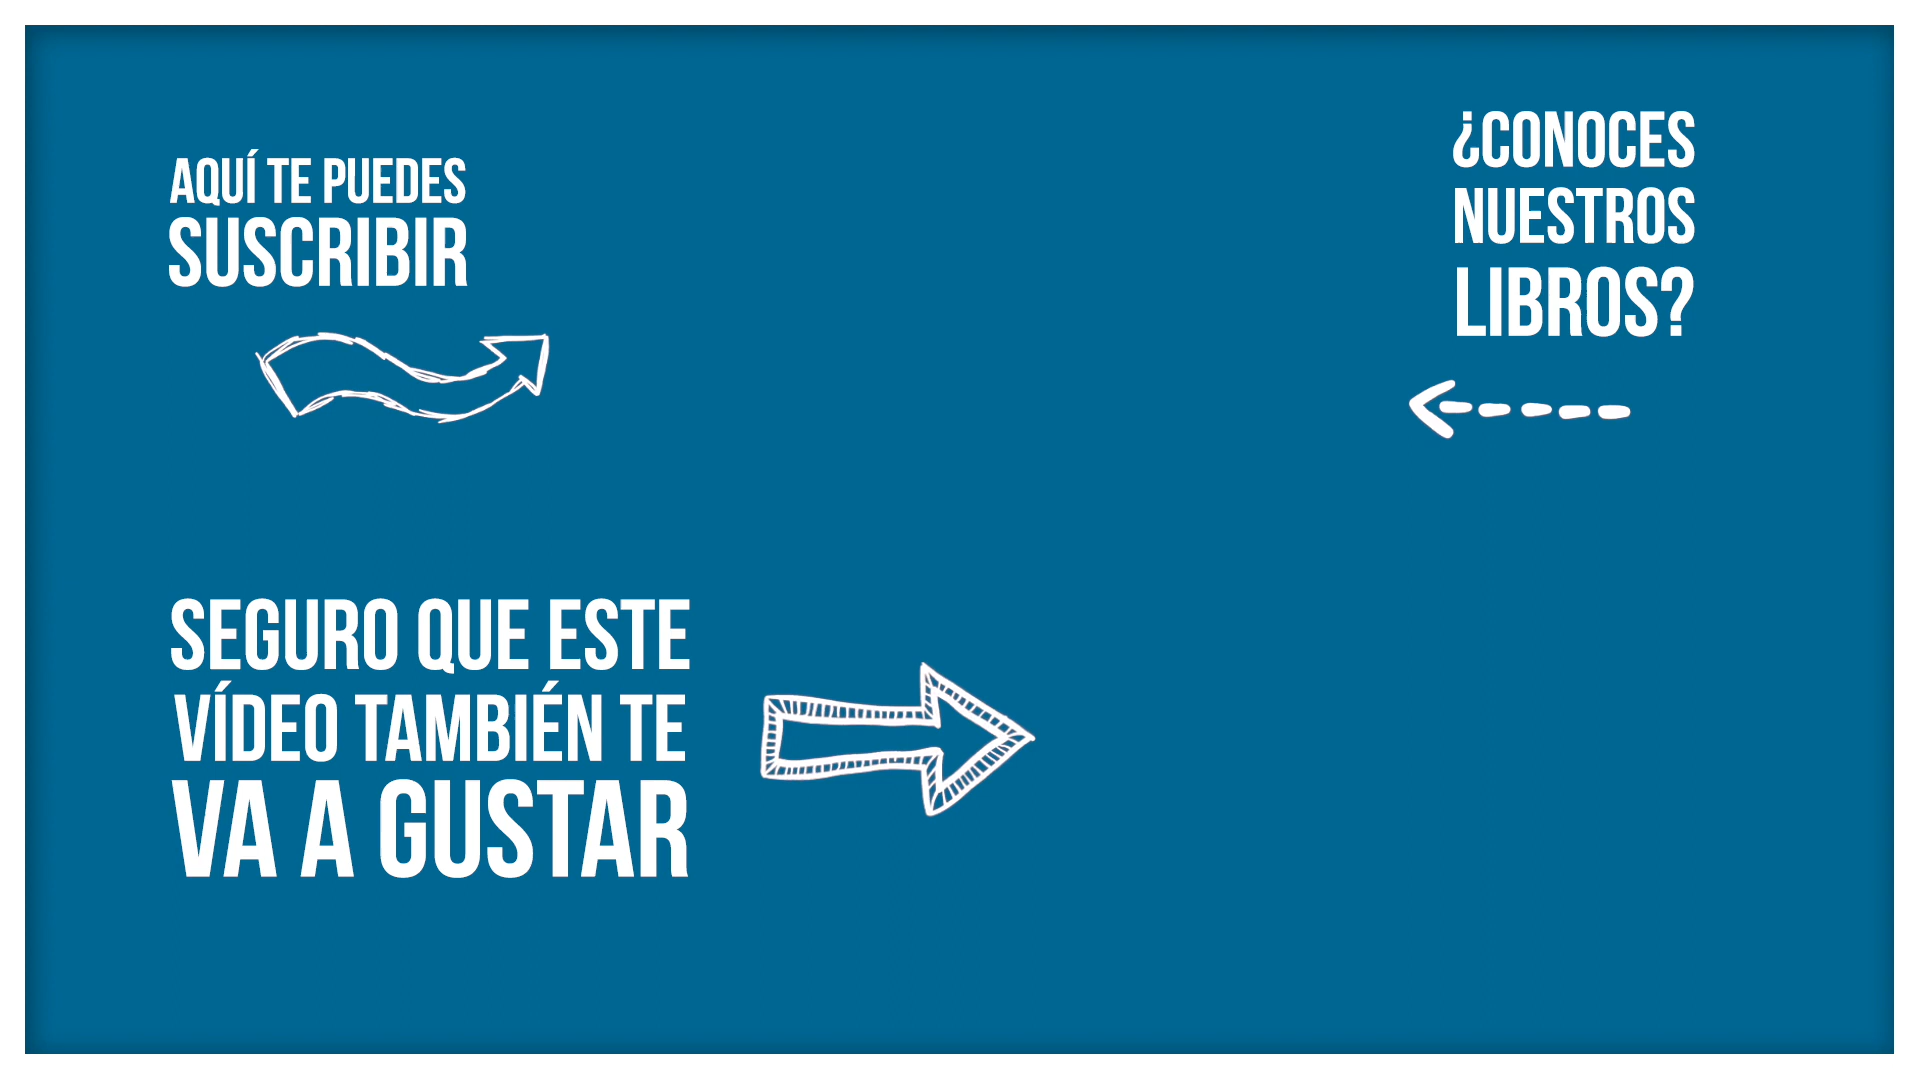 AQUÍ TE PUEDES
SUSCRIBIR
¿CONOCES
NUESTROS
LIBROS?
SEGURO QUE ESTE
VÍDEO TAMBIÉN TE
VA A GUSTAR